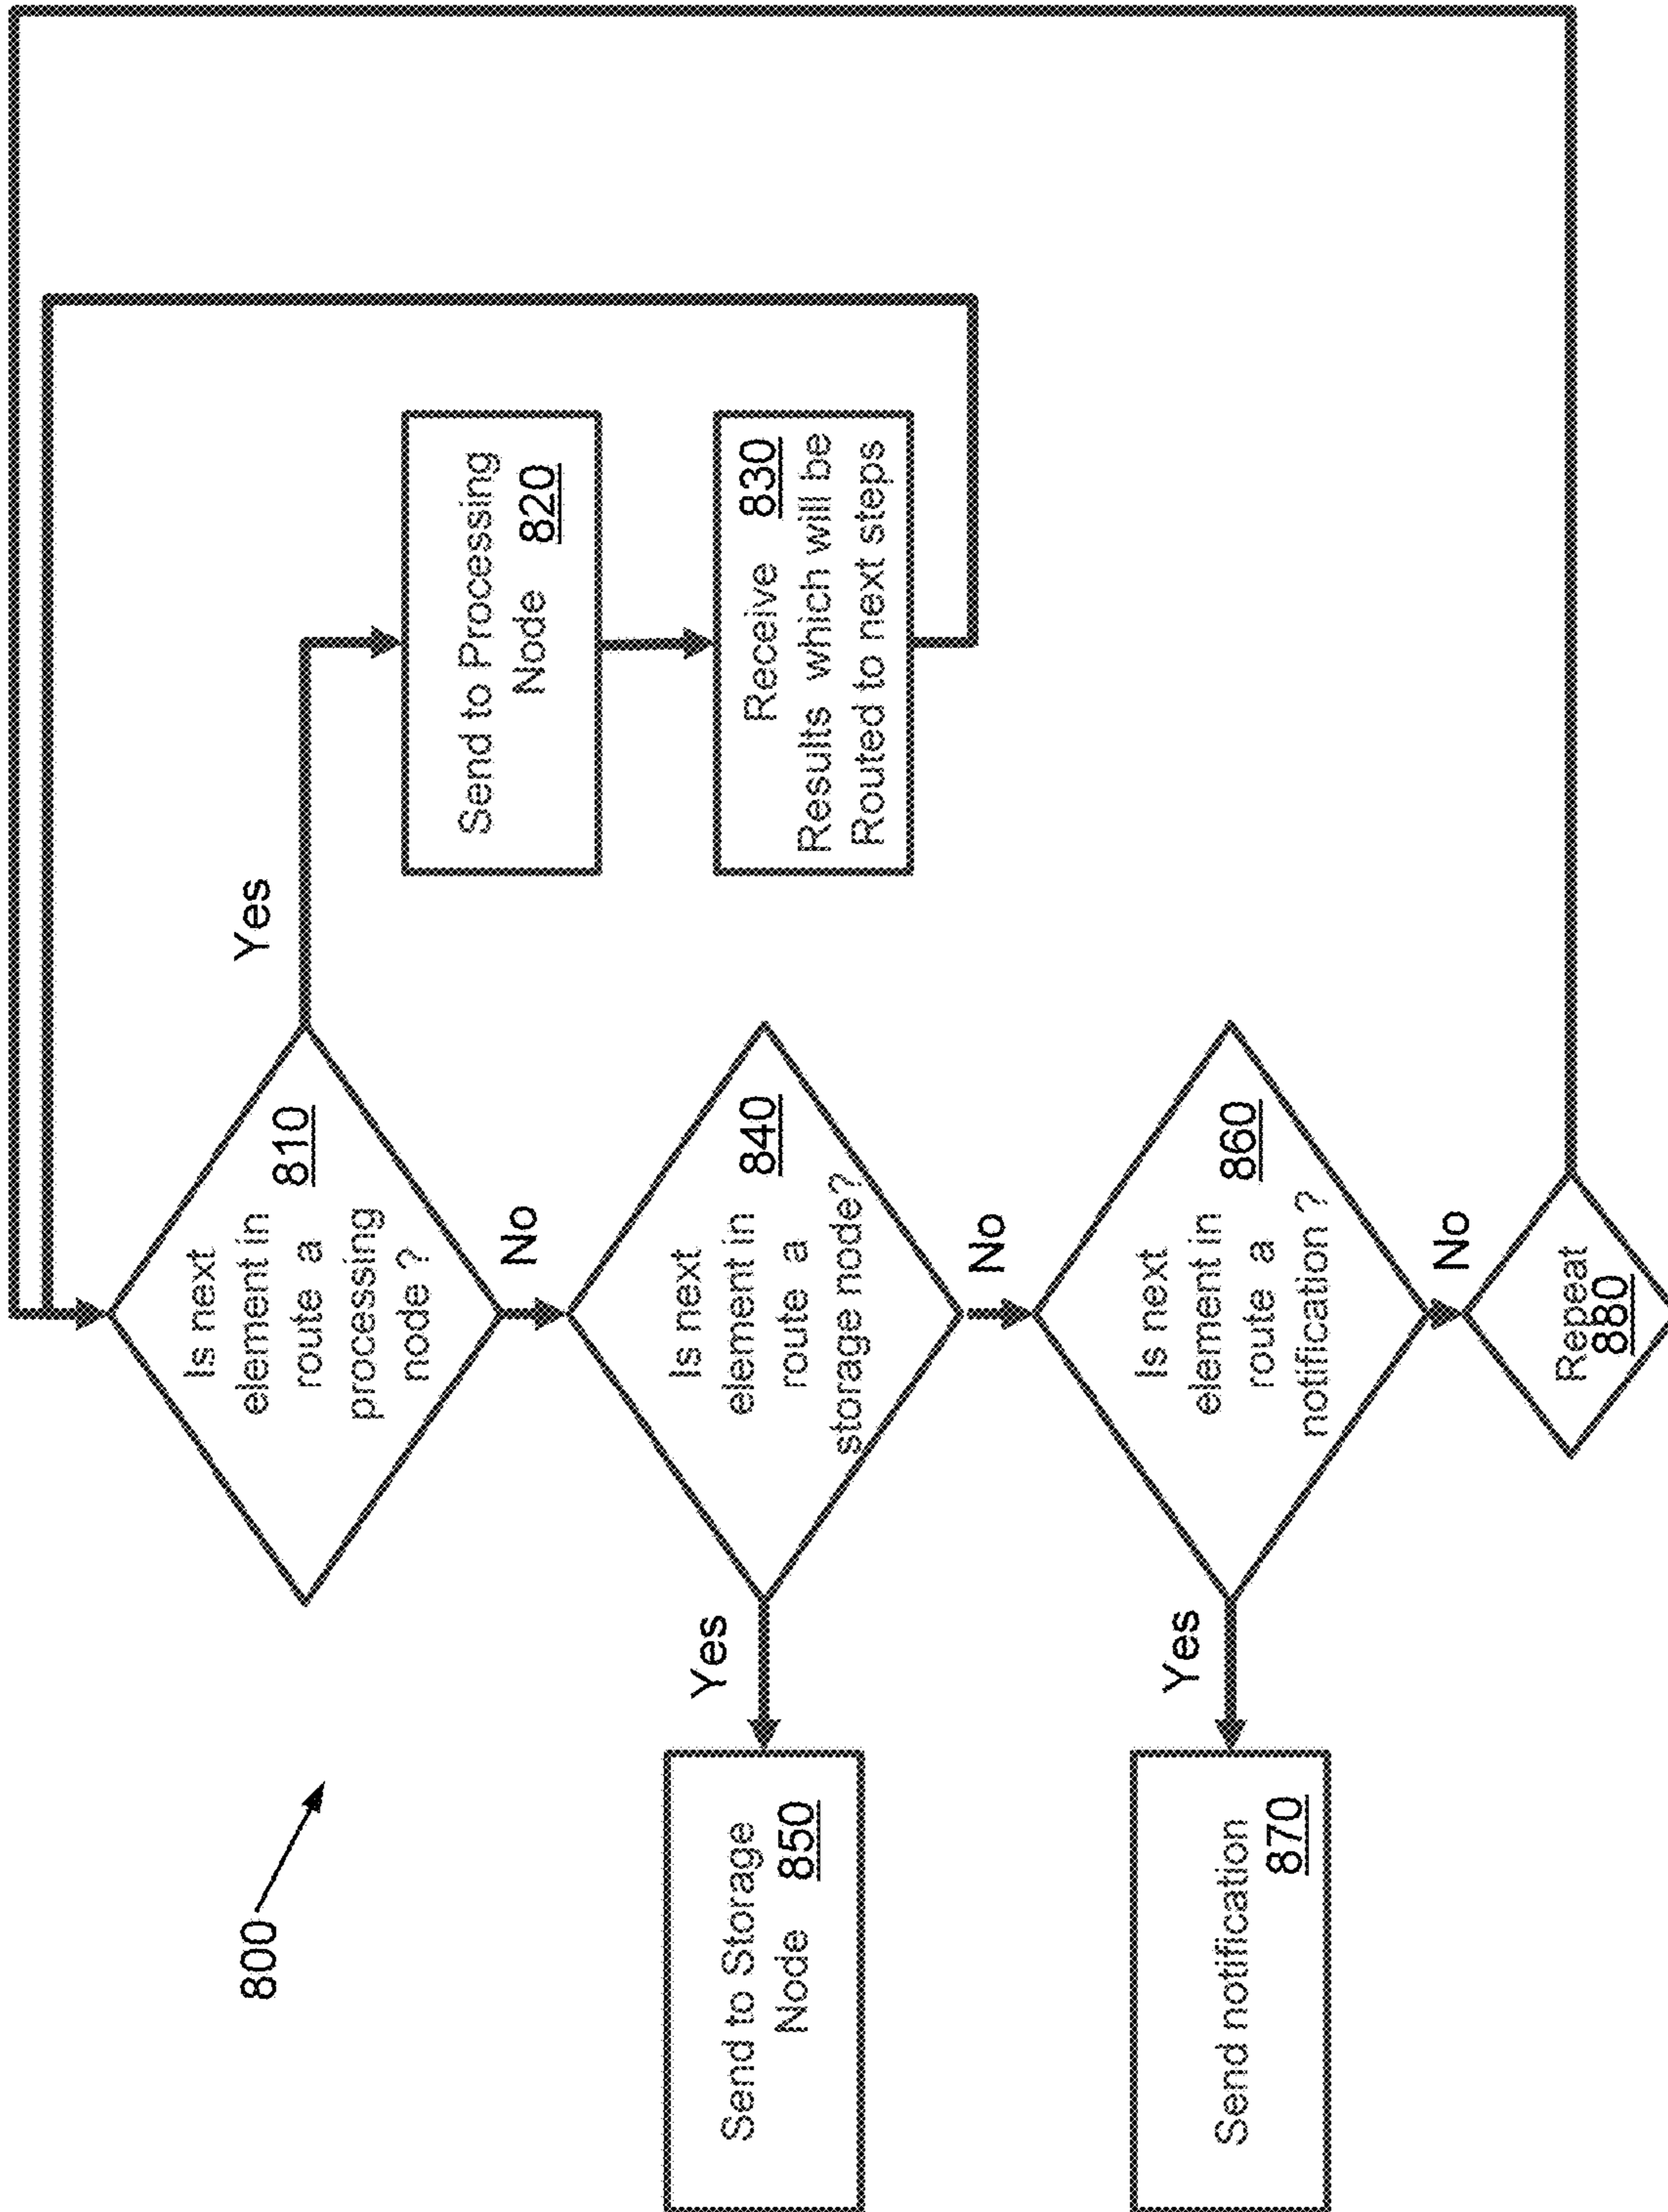 800
Is next
element in
route a
processing
node ?
810
Yes
Send to Processing
Node 820
Receive 830
Results which will be
Routed to next steps
No
Is next
element in
route a
storage node?
840
Yes
Send to Storage
Node 850
No
Is next
element in
route a
notification ?
860
Yes
Send notification
870
No
Repeat
880